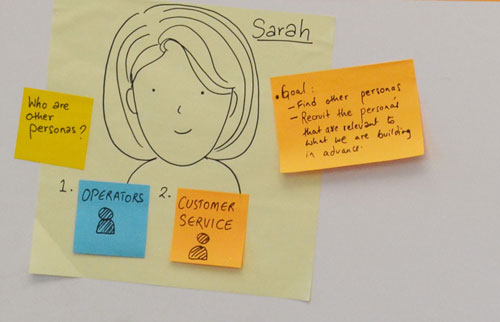 Sarah
Who are
other
personas?
• Goal:
– Find other personas
– Recruit the personas
that are relevant to
what we are building
in advance.
1.
OPERATORS
2.
CUSTOMER
SERVICE